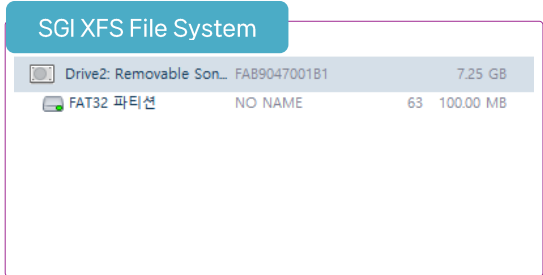 SGI XFS File System
Drive2: Removable Son... FAB9047001B1 7.25 GB
FAT32 파티션 NO NAME 63 100.00 MB